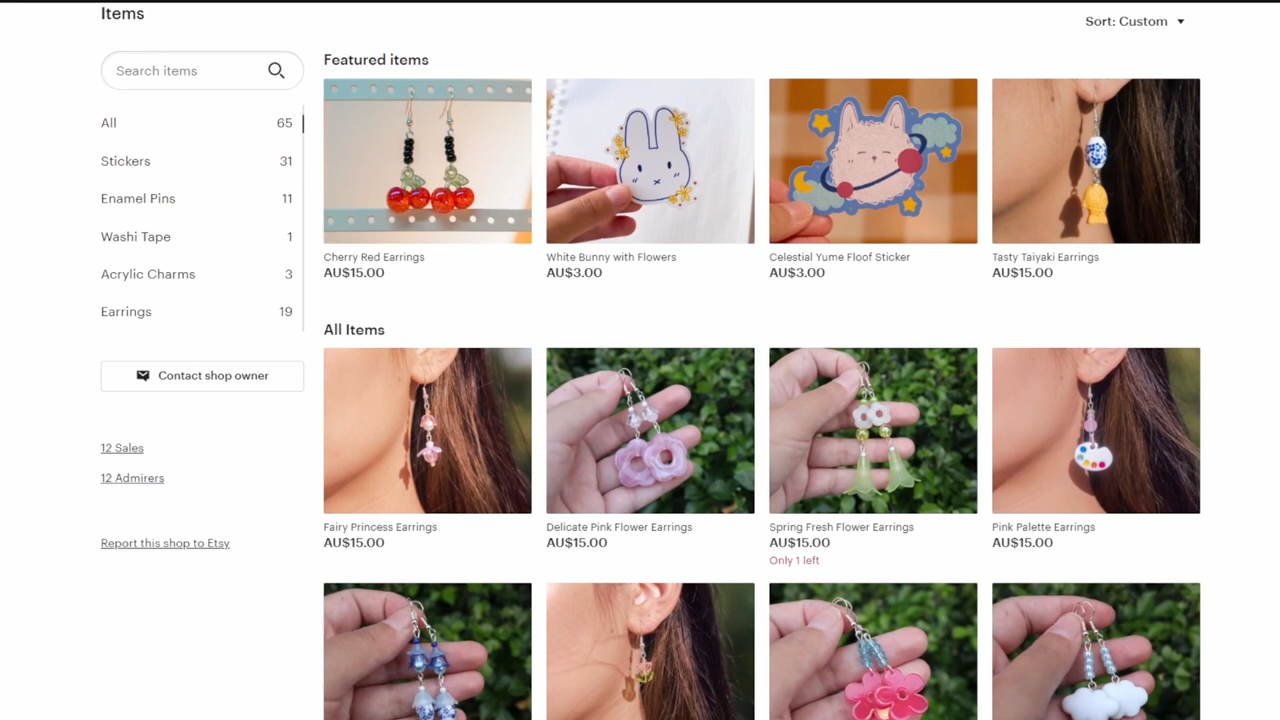 Items
Sort: Custom
Search items
All 65
Stickers 31
Enamel Pins 11
Washi Tape 1
Acrylic Charms 3
Earrings 19
Contact shop owner
12 Sales
12 Admirers
Report this shop to Etsy
Featured items
Cherry Red Earrings
AU$15.00
White Bunny with Flowers
AU$3.00
Celestial Yume Floof Sticker
AU$3.00
Tasty Taiyaki Earrings
AU$15.00
All Items
Fairy Princess Earrings
AU$15.00
Delicate Pink Flower Earrings
AU$15.00
Spring Fresh Flower Earrings
AU$15.00
Only 1 left
Pink Palette Earrings
AU$15.00